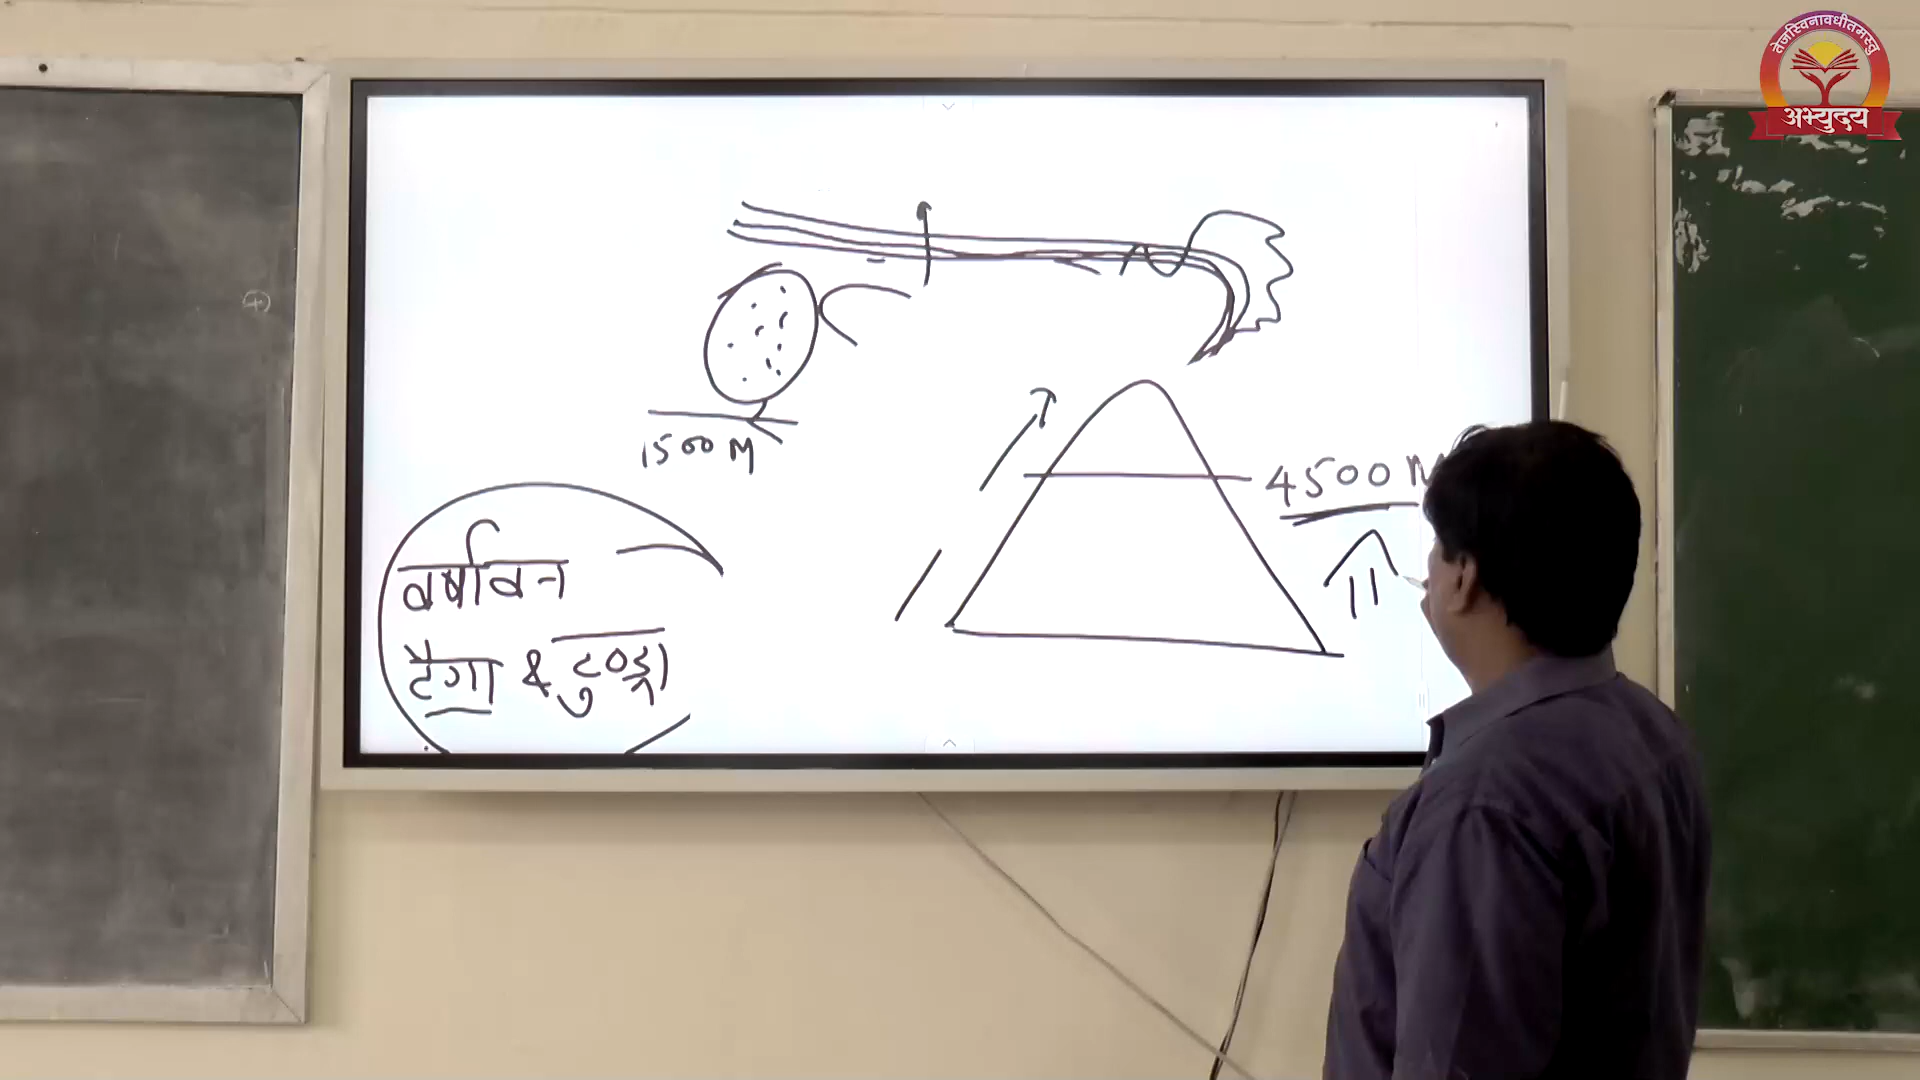 तेजस्विनावधीतमस्तु
अभ्युदय
1500 M
4500 M
वर्षावन
टैगा & टुण्ड्रा